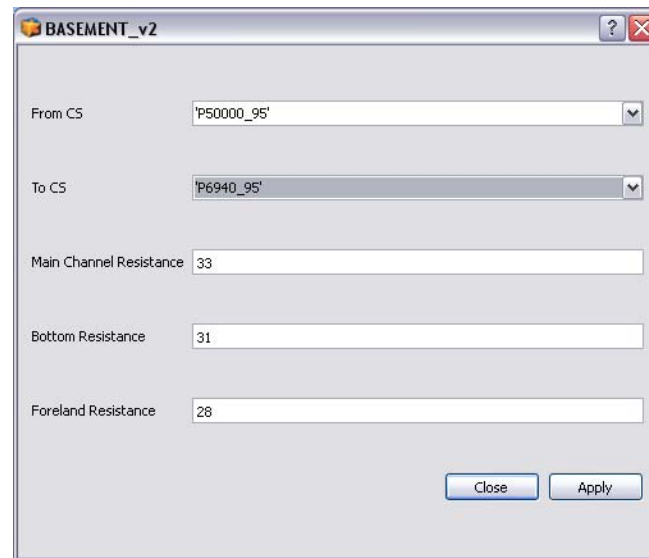 BASEMENT_v2 ?
From CS 'P50000_95'
To CS 'P6940_95'
Main Channel Resistance 33
Bottom Resistance 31
Foreland Resistance 28
Close Apply